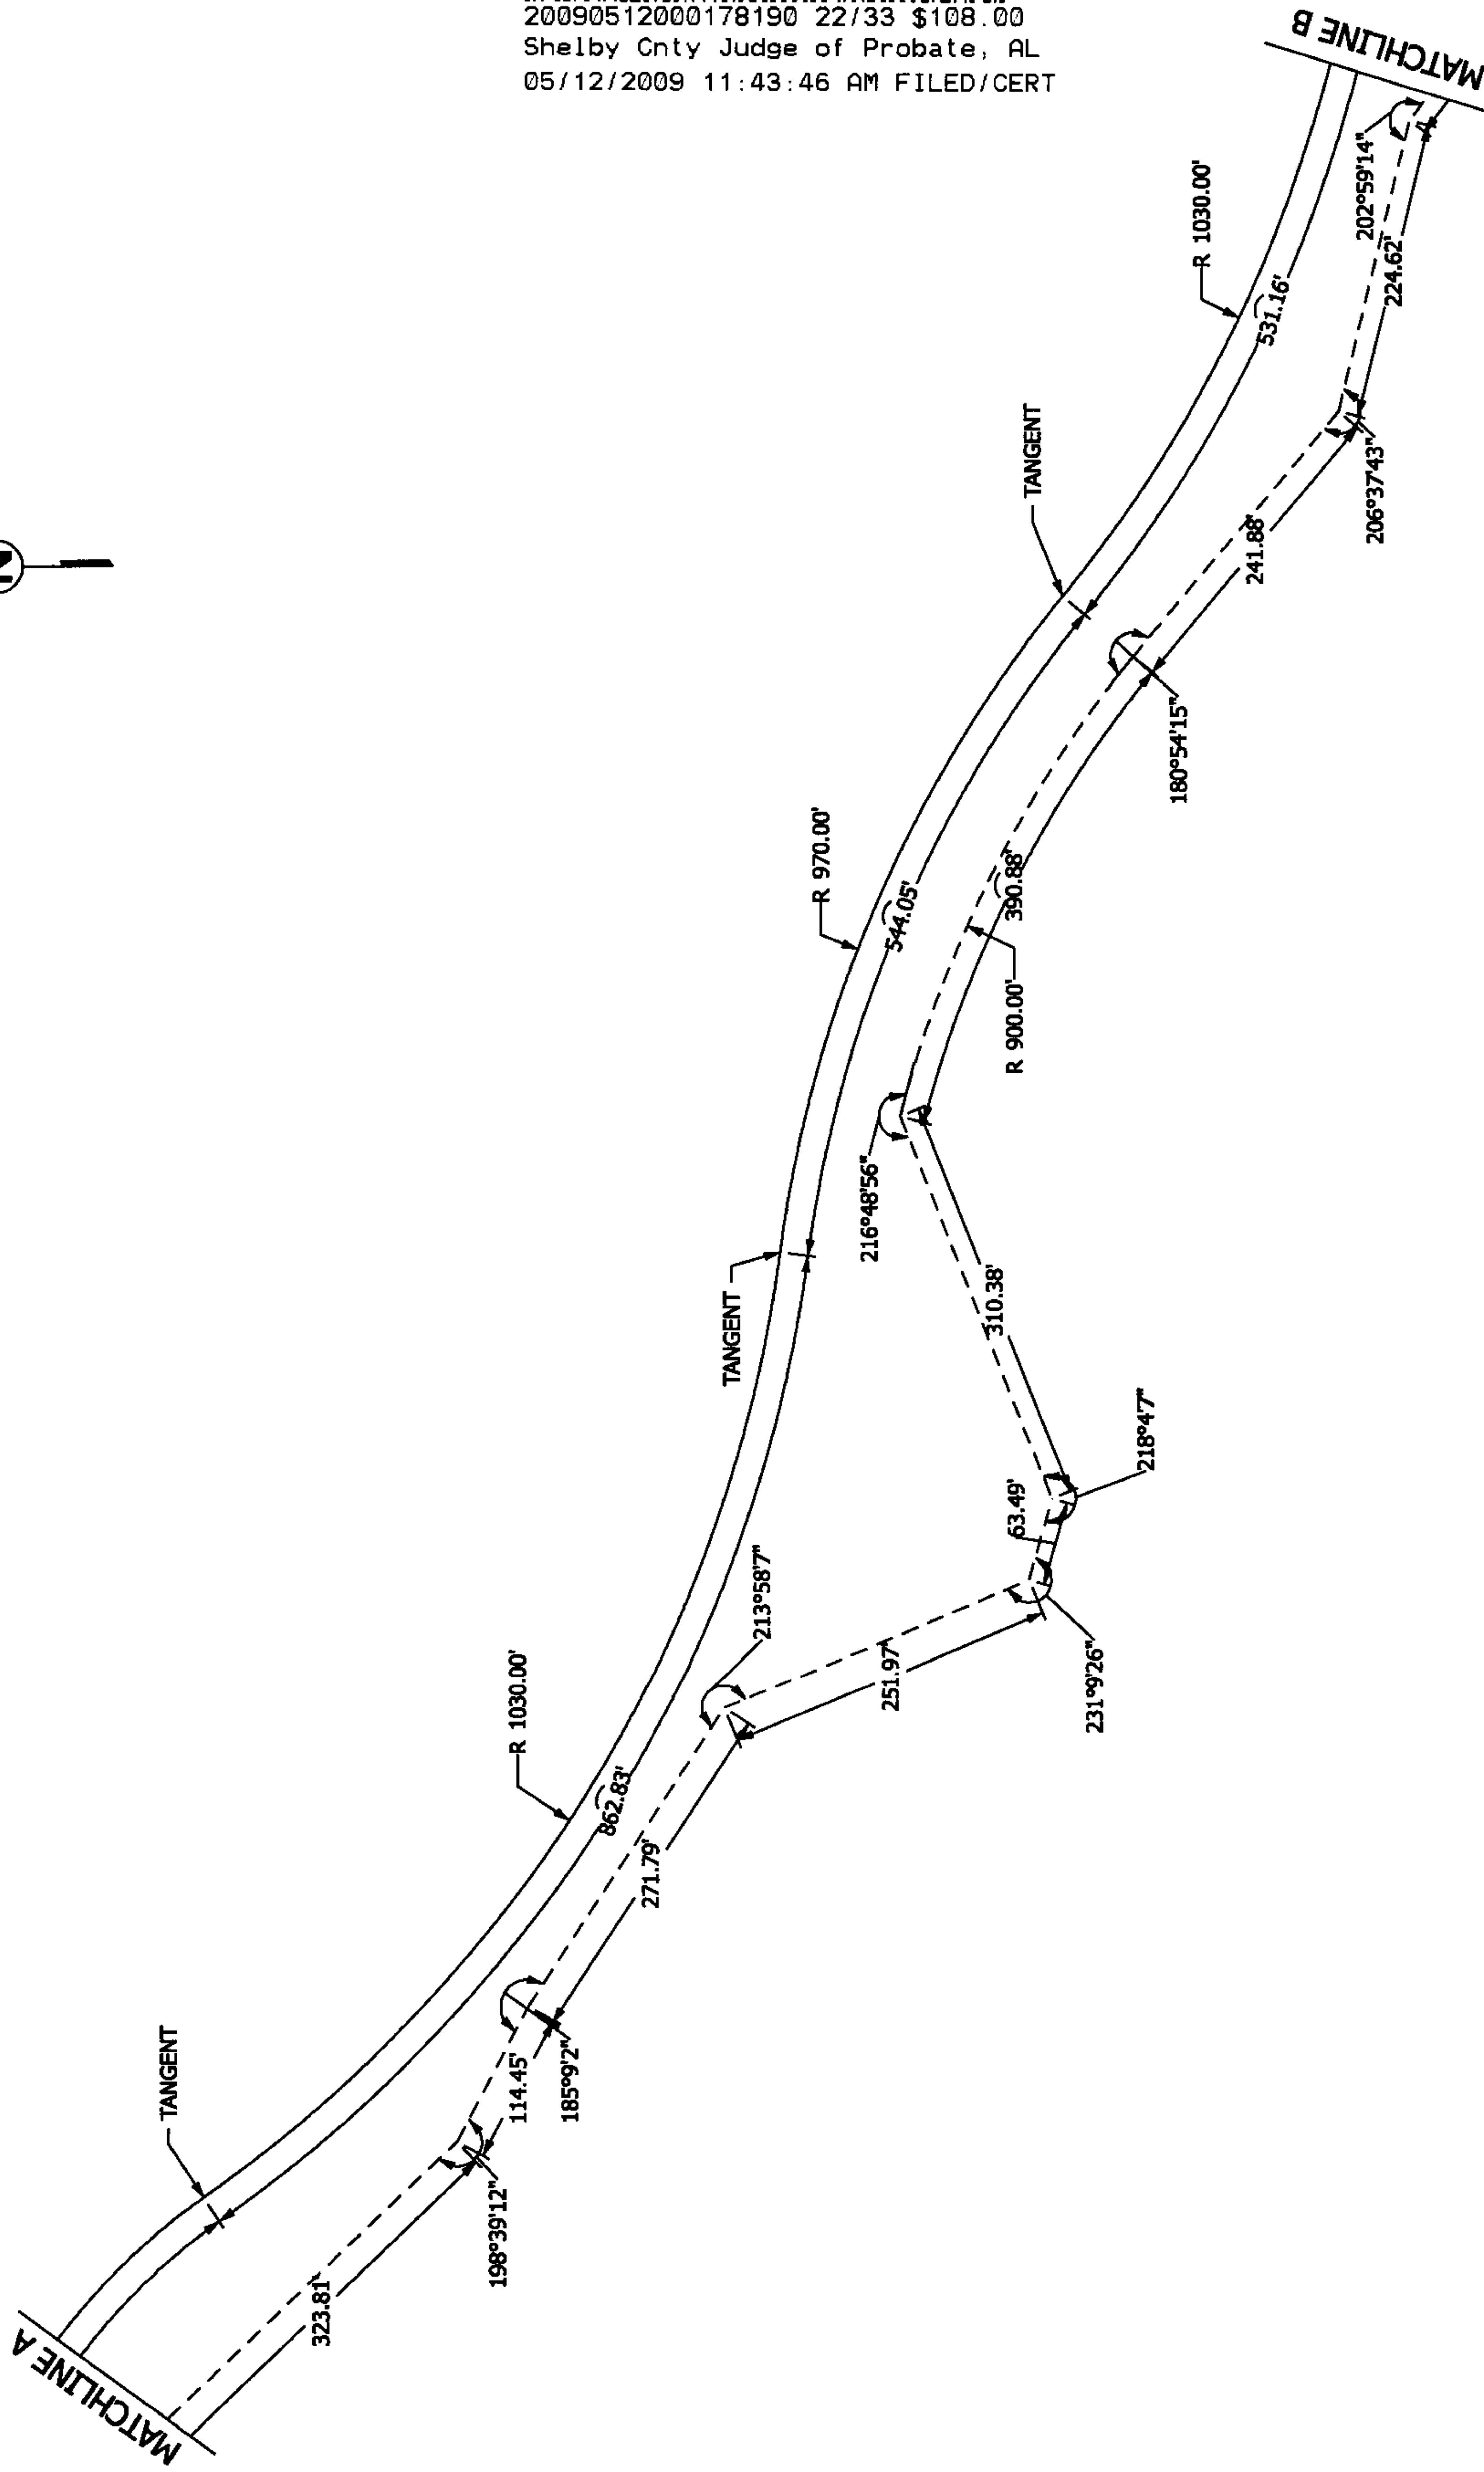 20090512000178190 22/33 $108.00
Shelby Cnty Judge of Probate, AL
05/12/2009 11:43:46 AM FILED/CERT
N
MATCHLINE A
TANGENT
R 1030.00'
TANGENT
R 970.00'
TANGENT
R 1030.00'
MATCHLINE B
862.83'
544.05'
531.16'
323.81'
198°39'12"
114.45'
185°9'2"
271.79'
213°58'7"
251.97'
231°9'26"
63.49'
218°4'7"
310.38'
216°48'56"
R 900.00'
390.88'
180°54'15"
241.88'
206°37'43"
224.62'
202°59'14"